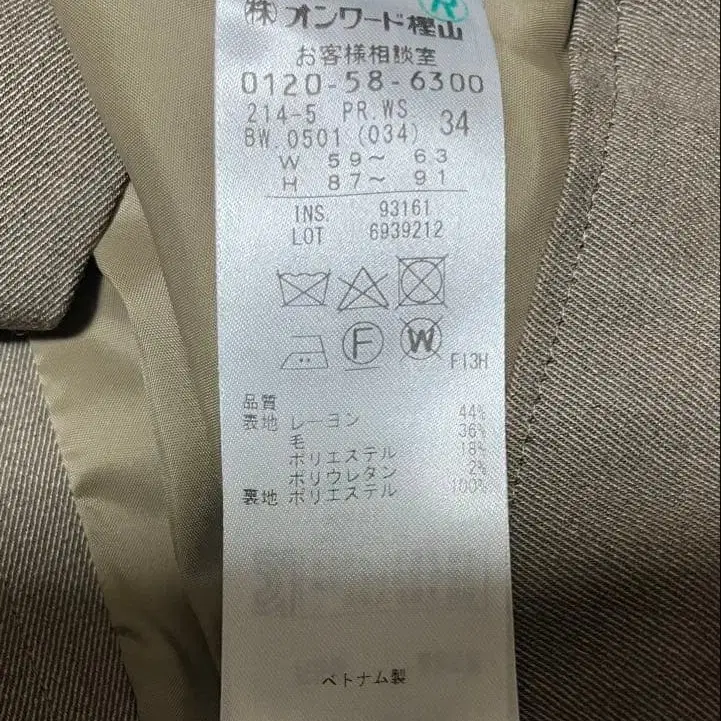 R
(株)オンワード樫山
お客様相談室
0120-58-6300
214-5 PR.WS.
BW.0501 (034) 34
W 59～ 63
H 87～ 91
INS. 93161
LOT 6939212
F
W
F13H
品質
表地 レーヨン 44%
毛 36%
ポリエステル 18%
ポリウレタン 2%
裏地 ポリエステル 100%
ベトナム製